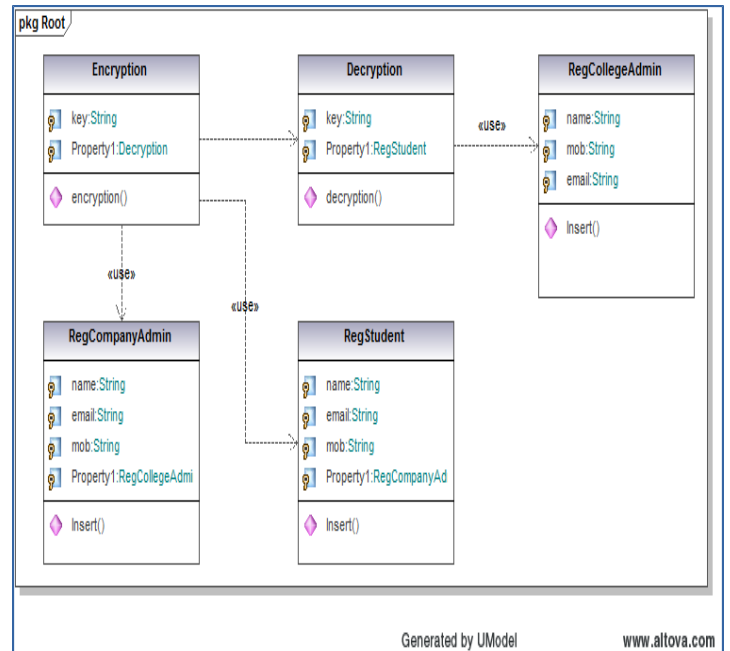 pkg Root
Encryption
key:String
Property1:Decryption
encryption()
Decryption
key:String
Property1:RegStudent
decryption()
«use»
RegCollegeAdmin
name:String
mob:String
email:String
Insert()
«use»
«use»
RegCompanyAdmin
name:String
email:String
mob:String
Property1:RegCollegeAdmi
Insert()
RegStudent
name:String
email:String
mob:String
Property1:RegCompanyAd
Insert()
Generated by UModel
www.altova.com